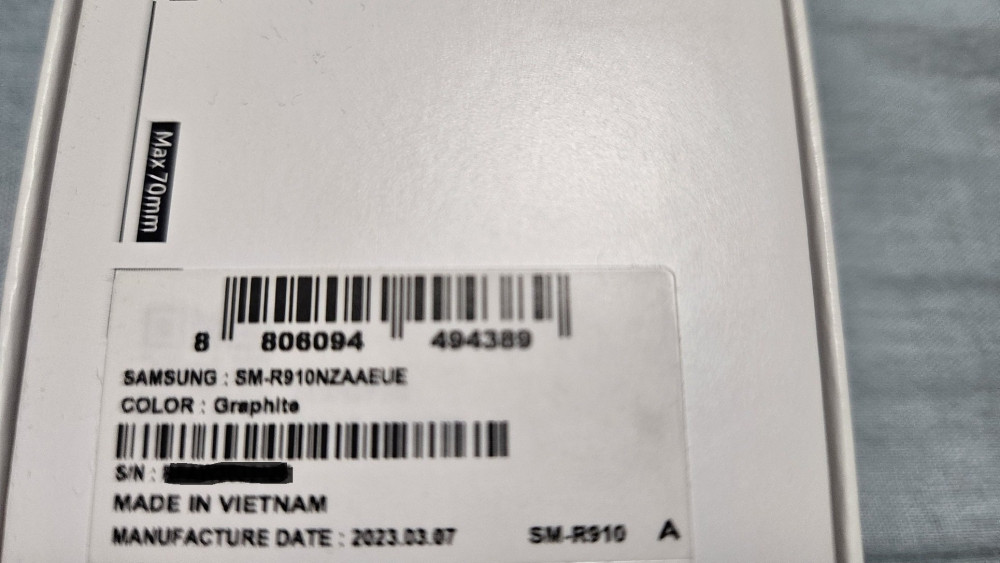 Max 70mm
8 806094 494389
SAMSUNG : SM-R910NZAAEUE
COLOR : Graphite
S/N :
MADE IN VIETNAM
MANUFACTURE DATE : 2023.03.07 SM-R910 A